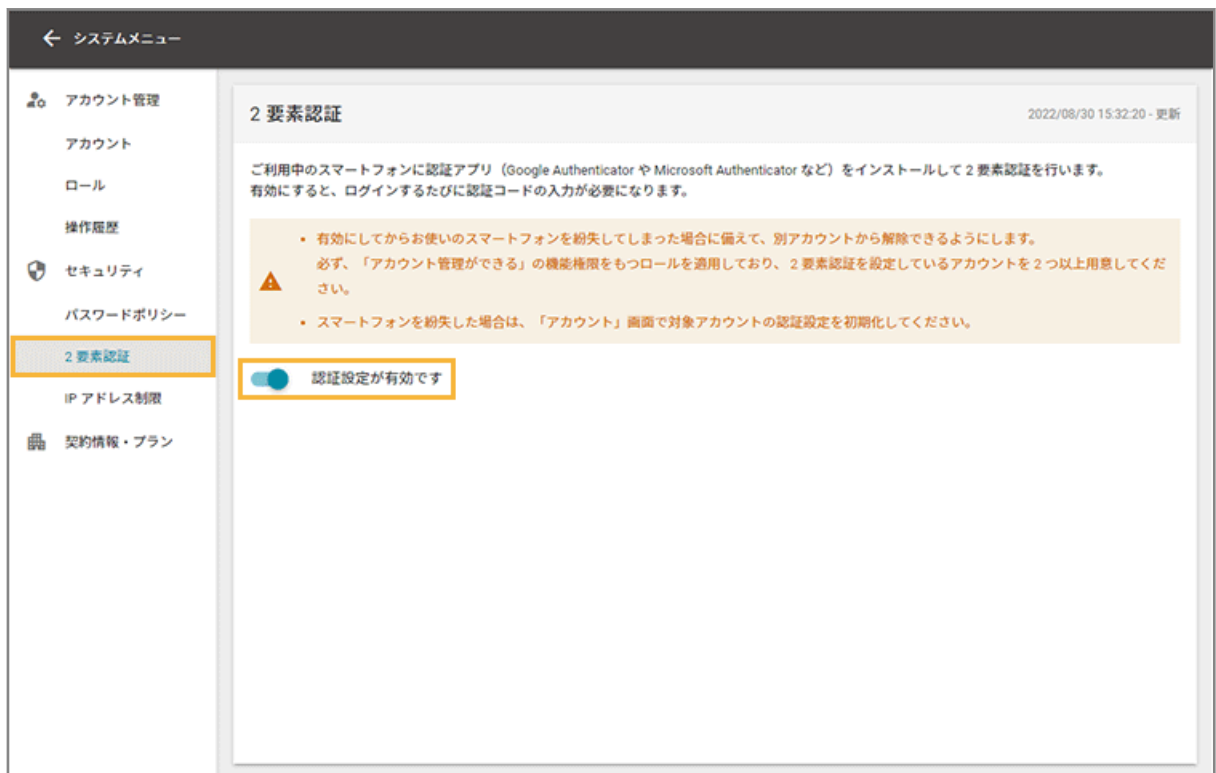 システムメニュー
アカウント管理
アカウント
ロール
操作履歴
セキュリティ
パスワードポリシー
2 要素認証
IP アドレス制限
契約情報・プラン
2 要素認証
2022/08/30 15:32:20 - 更新
ご利用中のスマートフォンに認証アプリ（Google Authenticator や Microsoft Authenticator など）をインストールして 2 要素認証を行います。
有効にすると、ログインするたびに認証コードの入力が必要になります。
• 有効にしてからお使いのスマートフォンを紛失してしまった場合に備えて、別アカウントから解除できるようにします。
必ず、「アカウント管理ができる」の機能権限をもつロールを適用しており、2 要素認証を設定しているアカウントを 2 つ以上用意してくだ
さい。
• スマートフォンを紛失した場合は、「アカウント」画面で対象アカウントの認証設定を初期化してください。
認証設定が有効です